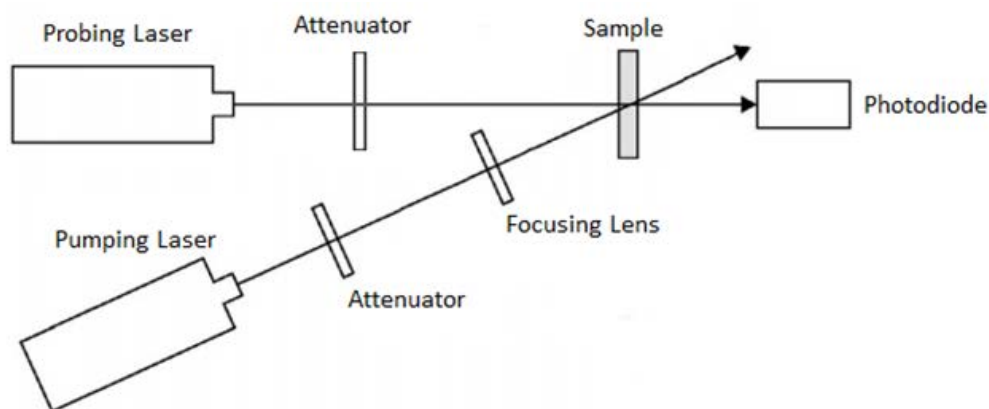 Probing Laser
Attenuator
Sample
Photodiode
Focusing Lens
Pumping Laser
Attenuator